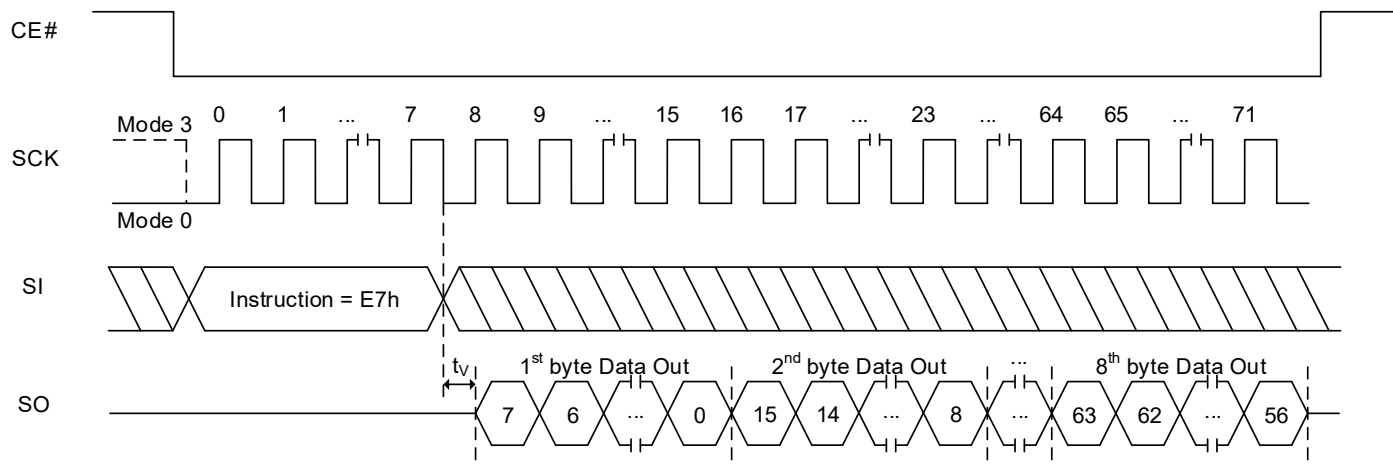 CE#
0 1 ... 7 8 9 ... 15 16 17 ... 23 ... 64 65 ... 71
Mode 3
SCK
Mode 0
SI
Instruction = E7h
tV 1st byte Data Out 2nd byte Data Out ... 8th byte Data Out
SO
7 6 ... 0 15 14 ... 8 ... 63 62 ... 56